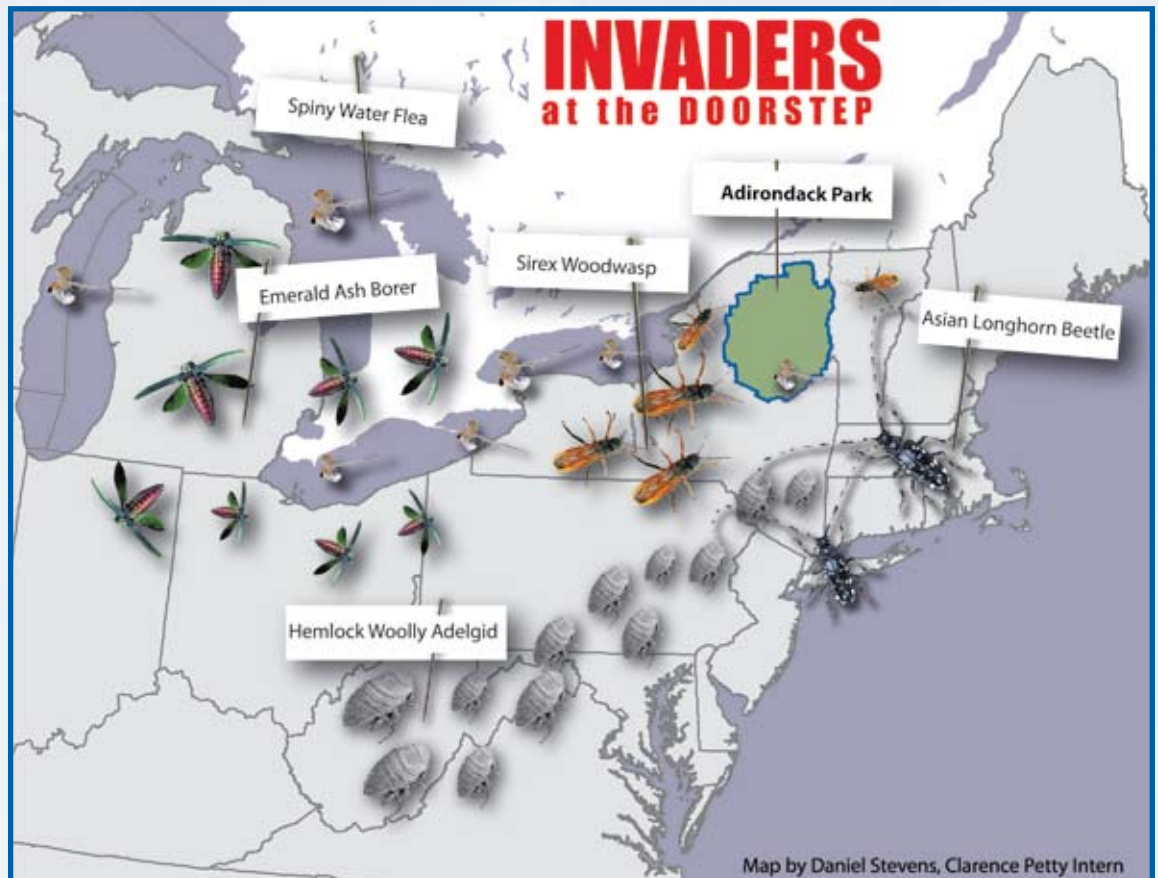 INVADERS
at the DOORSTEP
Spiny Water Flea
Adirondack Park
Sirex Woodwasp
Emerald Ash Borer
Asian Longhorn Beetle
Hemlock Woolly Adelgid
Map by Daniel Stevens, Clarence Petty Intern